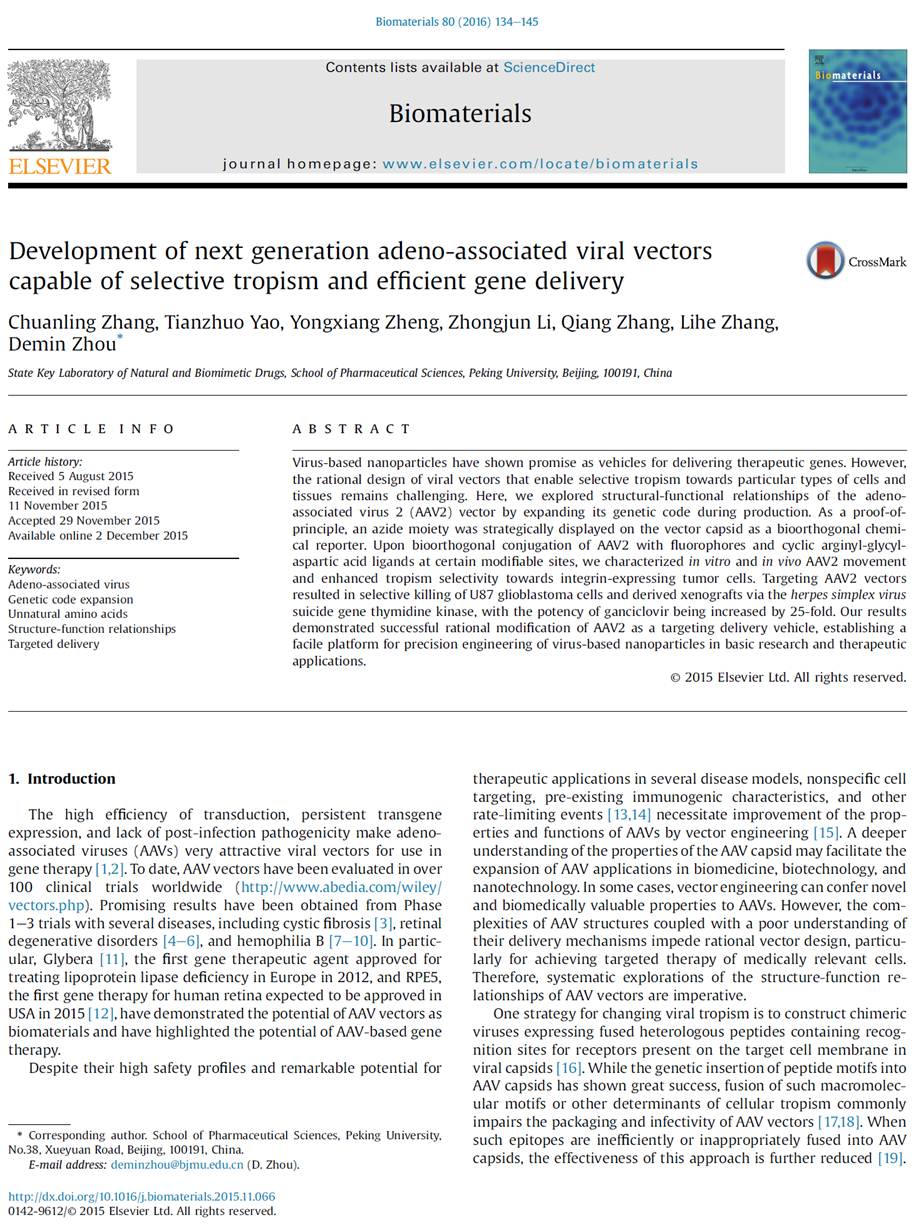 Biomaterials 80 (2016) 134–145
Contents lists available at ScienceDirect
Biomaterials
journal homepage: www.elsevier.com/locate/biomaterials
ELSEVIER
Biomaterials
Development of next generation adeno-associated viral vectors
capable of selective tropism and efficient gene delivery
CrossMark
Chuanling Zhang, Tianzhuo Yao, Yongxiang Zheng, Zhongjun Li, Qiang Zhang, Lihe Zhang,
Demin Zhou*
State Key Laboratory of Natural and Biomimetic Drugs, School of Pharmaceutical Sciences, Peking University, Beijing, 100191, China
ARTICLE INFO
Article history:
Received 5 August 2015
Received in revised form
11 November 2015
Accepted 29 November 2015
Available online 2 December 2015
Keywords:
Adeno-associated virus
Genetic code expansion
Unnatural amino acids
Structure-function relationships
Targeted delivery
ABSTRACT
Virus-based nanoparticles have shown promise as vehicles for delivering therapeutic genes. However,
the rational design of viral vectors that enable selective tropism towards particular types of cells and
tissues remains challenging. Here, we explored structural-functional relationships of the adeno-
associated virus 2 (AAV2) vector by expanding its genetic code during production. As a proof-of-
principle, an azide moiety was strategically displayed on the vector capsid as a bioorthogonal chemi-
cal reporter. Upon bioorthogonal conjugation of AAV2 with fluorophores and cyclic arginyl-glycyl-
aspartic acid ligands at certain modifiable sites, we characterized in vitro and in vivo AAV2 movement
and enhanced tropism selectivity towards integrin-expressing tumor cells. Targeting AAV2 vectors
resulted in selective killing of U87 glioblastoma cells and derived xenografts via the herpes simplex virus
suicide gene thymidine kinase, with the potency of ganciclovir being increased by 25-fold. Our results
demonstrated successful rational modification of AAV2 as a targeting delivery vehicle, establishing a
facile platform for precision engineering of virus-based nanoparticles in basic research and therapeutic
applications.
© 2015 Elsevier Ltd. All rights reserved.
1. Introduction
The high efficiency of transduction, persistent transgene
expression, and lack of post-infection pathogenicity make adeno-
associated viruses (AAVs) very attractive viral vectors for use in
gene therapy [1,2]. To date, AAV vectors have been evaluated in over
100 clinical trials worldwide (http://www.abedia.com/wiley/
vectors.php). Promising results have been obtained from Phase
1–3 trials with several diseases, including cystic fibrosis [3], retinal
degenerative disorders [4–6], and hemophilia B [7–10]. In partic-
ular, Glybera [11], the first gene therapeutic agent approved for
treating lipoprotein lipase deficiency in Europe in 2012, and RPE5,
the first gene therapy for human retina expected to be approved in
USA in 2015 [12], have demonstrated the potential of AAV vectors as
biomaterials and have highlighted the potential of AAV-based gene
therapy.
Despite their high safety profiles and remarkable potential for
* Corresponding author. School of Pharmaceutical Sciences, Peking University,
No.38, Xueyuan Road, Beijing, 100191, China.
E-mail address: deminzhou@bjmu.edu.cn (D. Zhou).
therapeutic applications in several disease models, nonspecific cell
targeting, pre-existing immunogenic characteristics, and other
rate-limiting events [13,14] necessitate improvement of the prop-
erties and functions of AAVs by vector engineering [15]. A deeper
understanding of the properties of the AAV capsid may facilitate the
expansion of AAV applications in biomedicine, biotechnology, and
nanotechnology. In some cases, vector engineering can confer novel
and biomedically valuable properties to AAVs. However, the com-
plexities of AAV structures coupled with a poor understanding of
their delivery mechanisms impede rational vector design, particu-
larly for achieving targeted therapy of medically relevant cells.
Therefore, systematic explorations of the structure-function re-
lationships of AAV vectors are imperative.
One strategy for changing viral tropism is to construct chimeric
viruses expressing fused heterologous peptides containing recog-
nition sites for receptors present on the target cell membrane in
viral capsids [16]. While the genetic insertion of peptide motifs into
AAV capsids has shown great success, fusion of such macromolec-
ular motifs or other determinants of cellular tropism commonly
impairs the packaging and infectivity of AAV vectors [17,18]. When
such epitopes are inefficiently or inappropriately fused into AAV
capsids, the effectiveness of this approach is further reduced [19].
http://dx.doi.org/10.1016/j.biomaterials.2015.11.066
0142-9612/© 2015 Elsevier Ltd. All rights reserved.